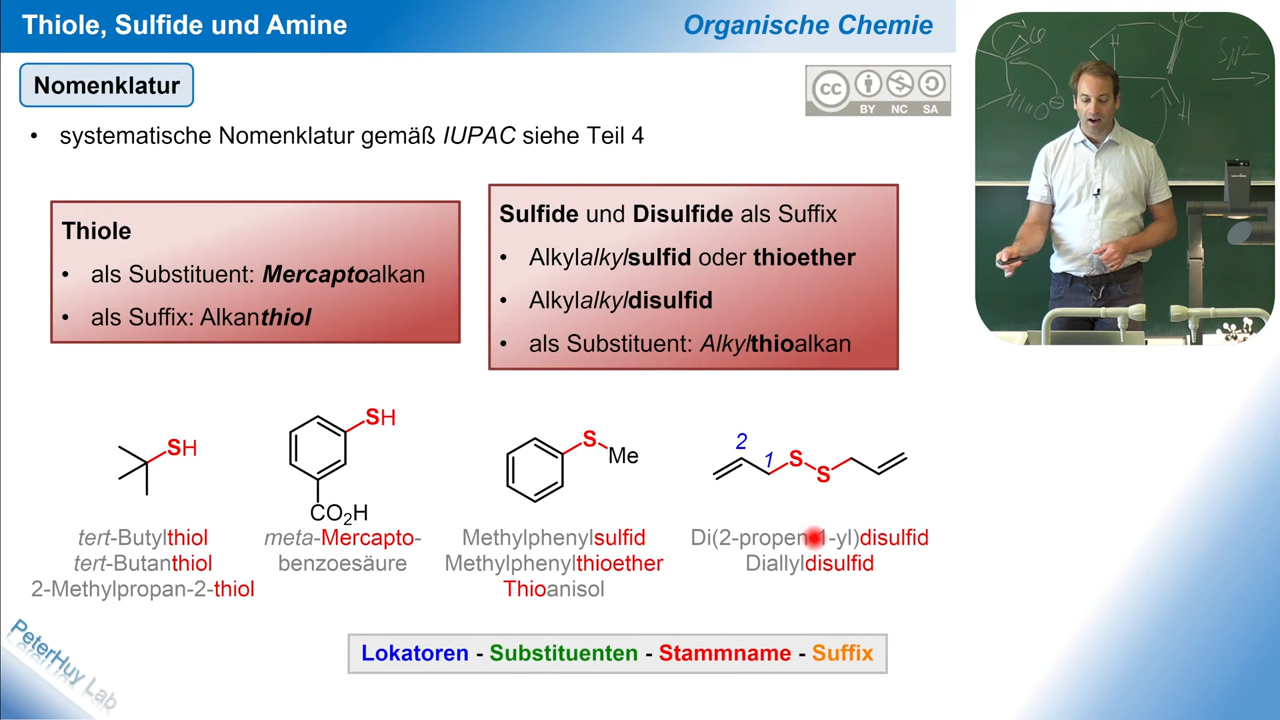 Thiole, Sulfide und Amine
Organische Chemie
Nomenklatur
cc
BY NC SA
• systematische Nomenklatur gemäß IUPAC siehe Teil 4
Thiole
• als Substituent: Mercaptoalkan
• als Suffix: Alkanthiol
Sulfide und Disulfide als Suffix
• Alkylalkylsulfid oder thioether
• Alkylalkyldisulfid
• als Substituent: Alkylthioalkan
SH
tert-Butylthiol
tert-Butanthiol
2-Methylpropan-2-thiol
SH
CO2H
meta-Mercapto-
benzoesäure
S
Me
Methylphenylsulfid
Methylphenylthioether
Thioanisol
2
1
S
S
Di(2-propen-1-yl)disulfid
Diallyldisulfid
Lokatoren - Substituenten - Stammname - Suffix
PeterHuy Lab
SN2
H
H